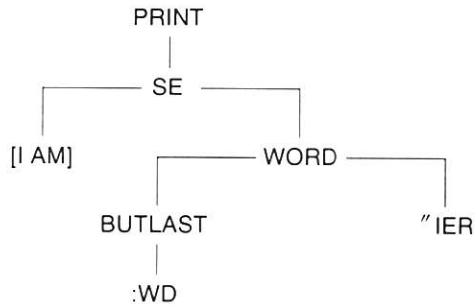 PRINT
SE
[I AM]
WORD
BUTLAST
" IER
:WD